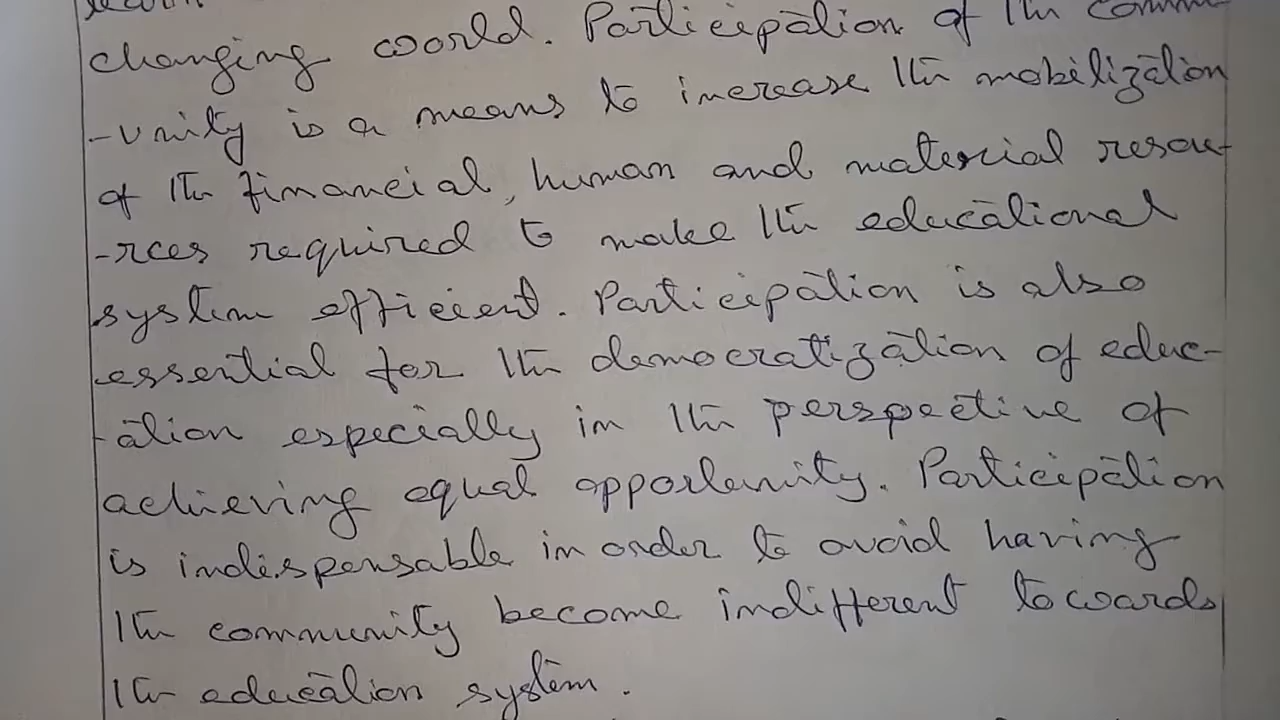 changing world. Participation of the comm-
-unity is a means to increase the mobilization
of the financial, human and material resou-
-rces required to make the educational
system efficient. Participation is also
essential for the democratization of educ-
-ation especially in the perspective of
achieving equal opportunity. Participation
is indispensable in order to avoid having
the community become indifferent towards
the education system.